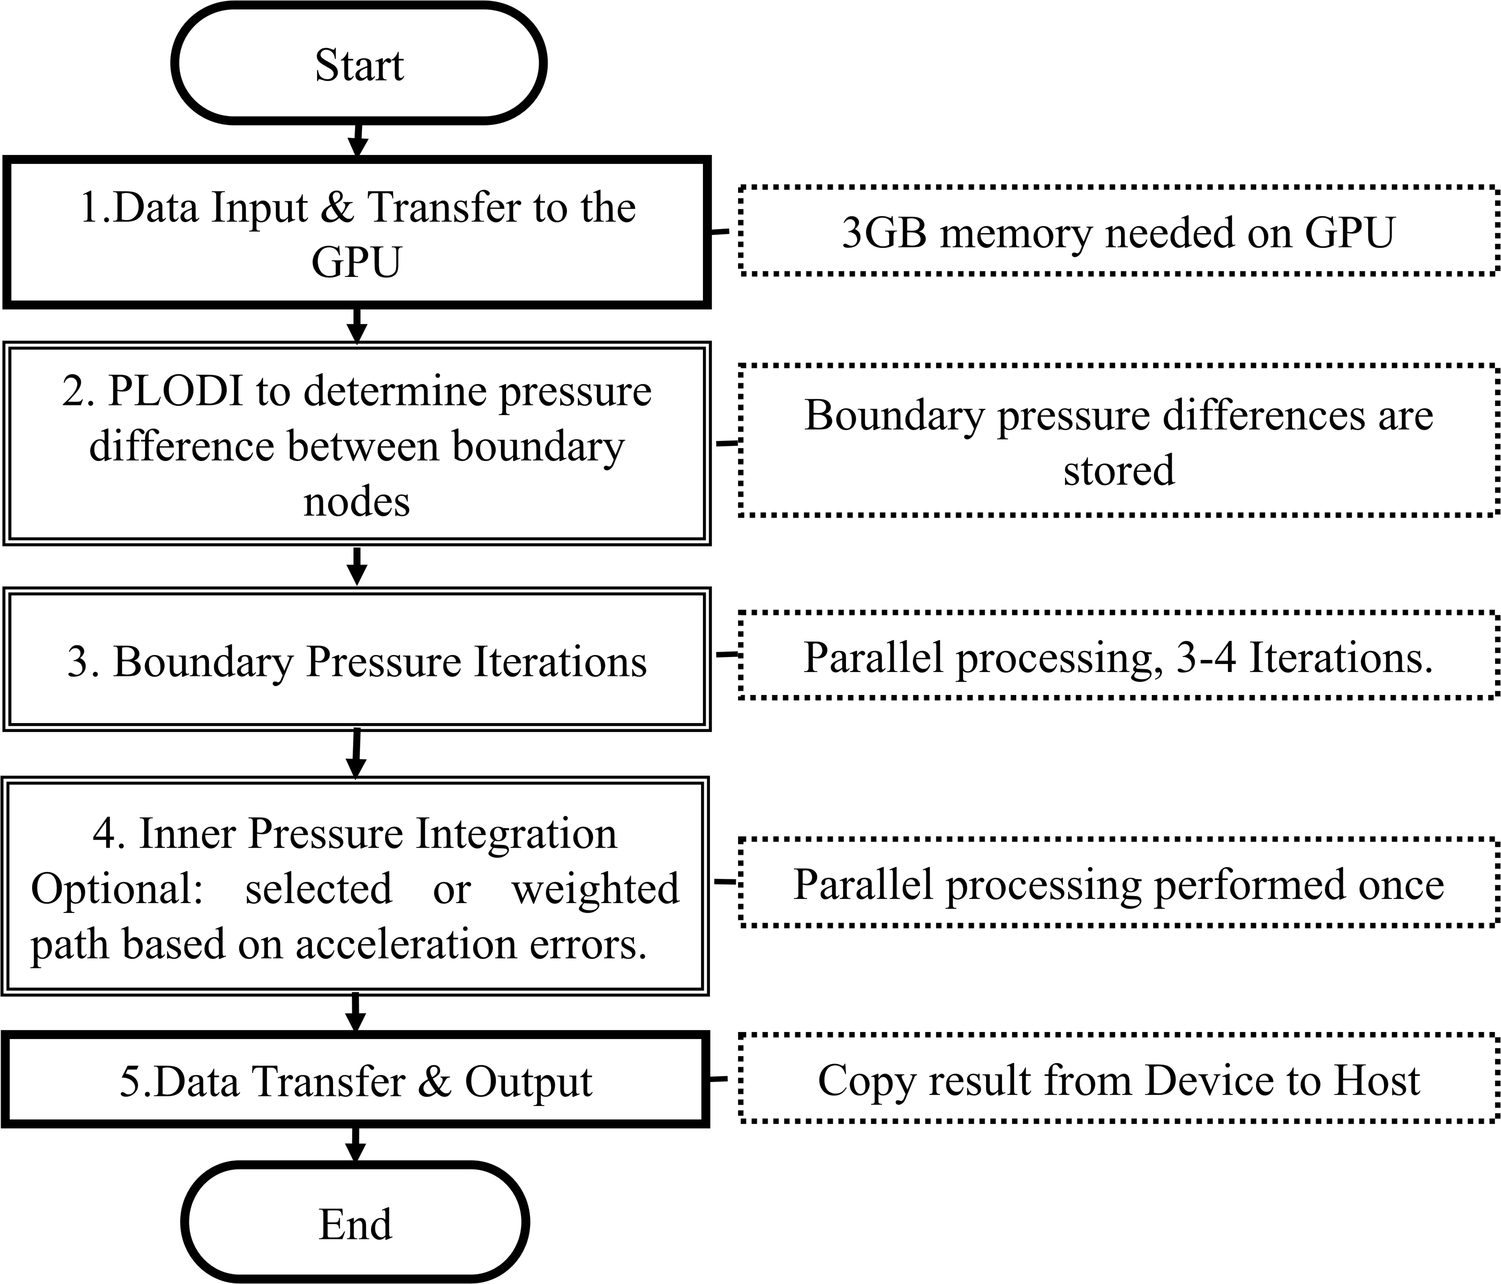 Start
1.Data Input & Transfer to the
GPU
3GB memory needed on GPU
2. PLODI to determine pressure
difference between boundary
nodes
Boundary pressure differences are
stored
3. Boundary Pressure Iterations
Parallel processing, 3-4 Iterations.
4. Inner Pressure Integration
Optional: selected or weighted
path based on acceleration errors.
Parallel processing performed once
5.Data Transfer & Output
Copy result from Device to Host
End